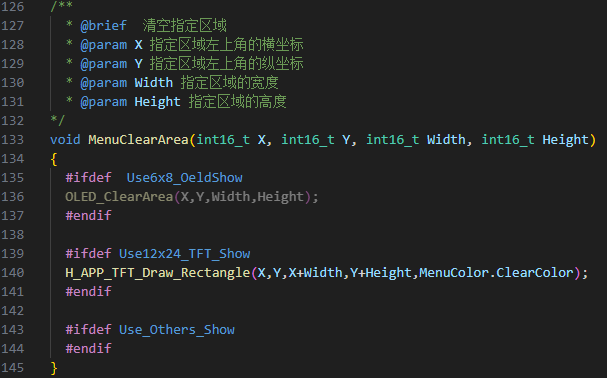 126 /**
127 * @brief 清空指定区域
128 * @param X 指定区域左上角的横坐标
129 * @param Y 指定区域左上角的纵坐标
130 * @param Width 指定区域的宽度
131 * @param Height 指定区域的高度
132 */
133 void MenuClearArea(int16_t X, int16_t Y, int16_t Width, int16_t Height)
134 {
135 #ifdef Use6x8_OeldShow
136 OLED_ClearArea(X,Y,Width,Height);
137 #endif
138
139 #ifdef Use12x24_TFT_Show
140 H_APP_TFT_Draw_Rectangle(X,Y,X+Width,Y+Height,MenuColor.ClearColor);
141 #endif
142
143 #ifdef Use_Others_Show
144 #endif
145 }